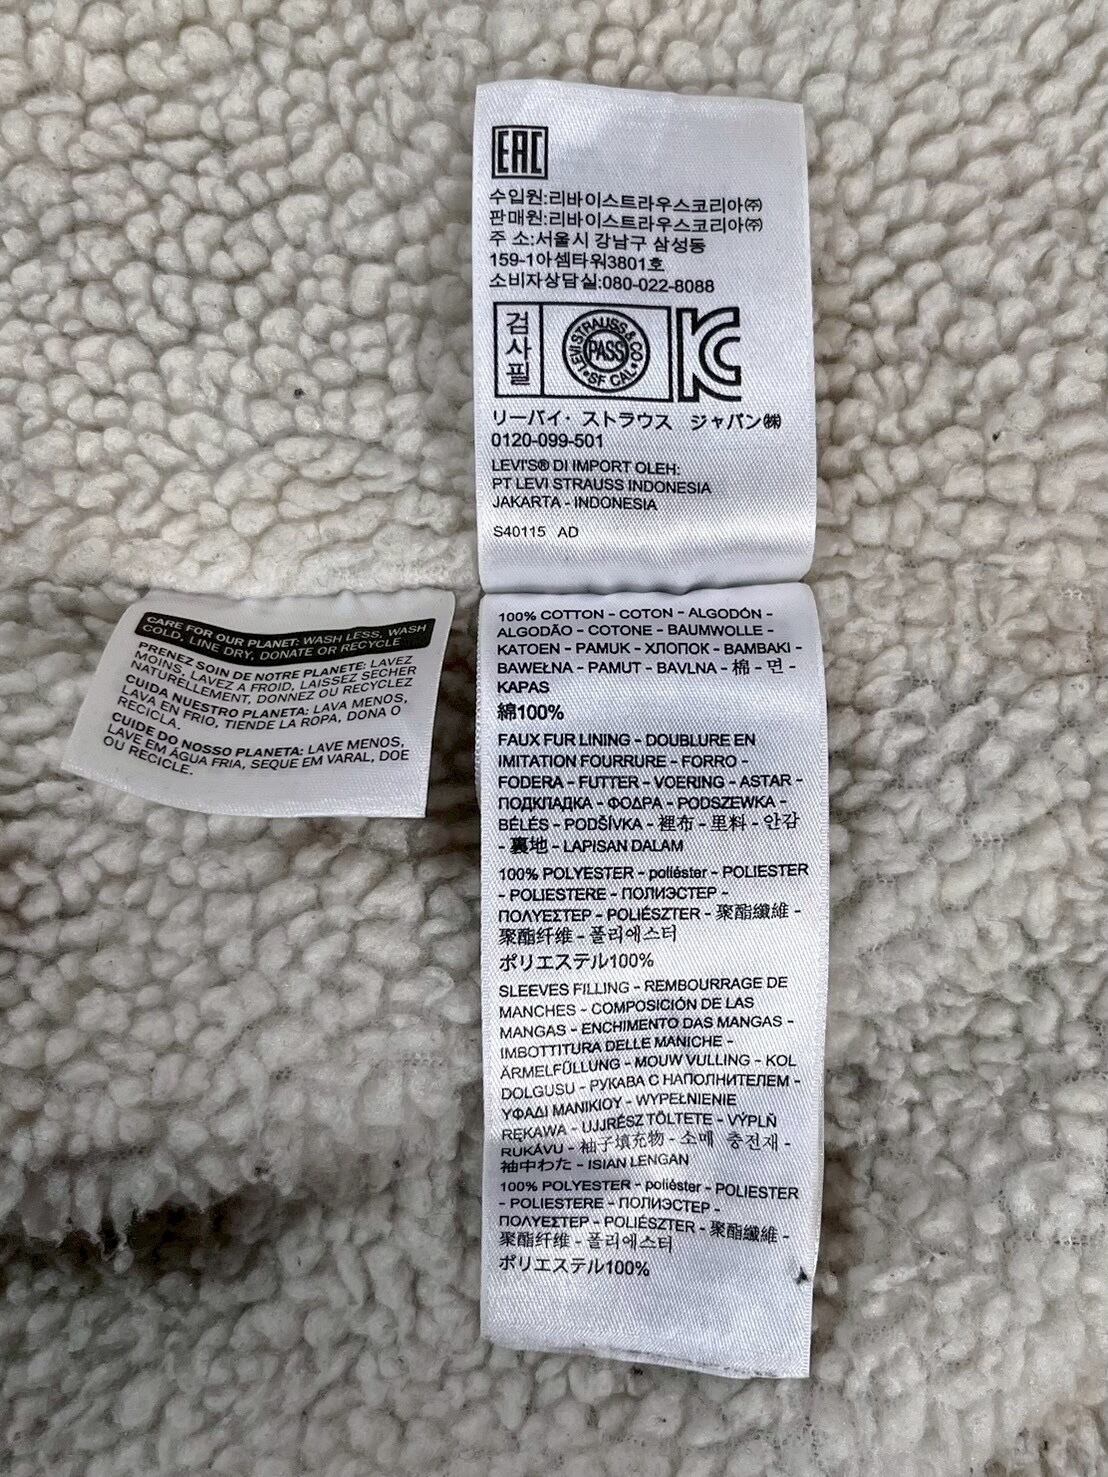 EAC
수입원:리바이스트라우스코리아㈜
판매원:리바이스트라우스코리아㈜
주 소:서울시 강남구 삼성동
159-1아셈타워3801호
소비자상담실:080-022-8088
검사필
LEVI STRAUSS & CO
PASS
SF CAL
KC
リーバイ・ストラウス ジャパン㈱
0120-099-501
LEVI'S® DI IMPORT OLEH:
PT LEVI STRAUSS INDONESIA
JAKARTA - INDONESIA
S40115 AD
CARE FOR OUR PLANET: WASH LESS, WASH
COLD, LINE DRY, DONATE OR RECYCLE
PRENEZ SOIN DE NOTRE PLANETE: LAVEZ
MOINS, LAVEZ A FROID, LAISSEZ SECHER
NATURELLEMENT, DONNEZ OU RECYCLEZ
CUIDA NUESTRO PLANETA: LAVA MENOS,
LAVA EN FRIO, TIENDE LA ROPA, DONA O
RECICLA.
CUIDE DO NOSSO PLANETA: LAVE MENOS,
LAVE EM ÁGUA FRIA, SEQUE EM VARAL, DOE
OU RECICLE.
100% COTTON - COTON - ALGODÓN -
ALGODÃO - COTONE - BAUMWOLLE -
KATOEN - PAMUK - ХЛОПОК - BAMBAKI -
BAWEŁNA - PAMUT - BAVLNA - 棉 - 면 -
KAPAS
綿100%
FAUX FUR LINING - DOUBLURE EN
IMITATION FOURRURE - FORRO -
FODERA - FUTTER - VOERING - ASTAR -
ПОДКЛАДКА - ΦΟΔΡΑ - PODSZEWKA -
BÉLÉS - PODŠÍVKA - 裡布 - 里料 - 안감
- 裏地 - LAPISAN DALAM
100% POLYESTER - poliéster - POLIESTER
- POLIESTERE - ПОЛИЭСТЕР -
ΠΟΛΥΕΣΤΕΡ - POLIÉSZTER - 聚酯纖維 -
聚酯纤维 - 폴리에스터
ポリエステル100%
SLEEVES FILLING - REMBOURRAGE DE
MANCHES - COMPOSICIÓN DE LAS
MANGAS - ENCHIMENTO DAS MANGAS -
IMBOTTITURA DELLE MANICHE -
ÄRMELFÜLLUNG - MOUW VULLING - KOL
DOLGUSU - РУКАВА С НАПОЛНИТЕЛЕМ -
ΥΦΑΔΙ ΜΑΝΙΚΙΟΥ - WYPEŁNIENIE
RĘKAWA - UJJRÉSZ TÖLTETE - VÝPLŇ
RUKÁVU - 袖子填充物 - 소매 충전재 -
袖中わた - ISIAN LENGAN
100% POLYESTER - poliéster - POLIESTER
- POLIESTERE - ПОЛИЭСТЕР -
ΠΟΛΥΕΣΤΕΡ - POLIÉSZTER - 聚酯纖維 -
聚酯纤维 - 폴리에스터
ポリエステル100%